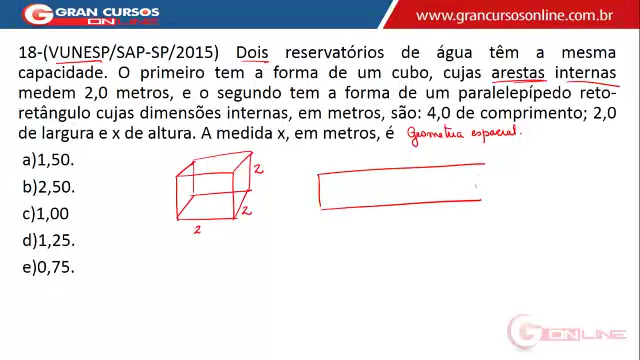 GRAN CURSOS
ONLINE
www.grancursosonline.com.br
18-(VUNESP/SAP-SP/2015) Dois reservatórios de água têm a mesma
capacidade. O primeiro tem a forma de um cubo, cujas arestas internas
medem 2,0 metros, e o segundo tem a forma de um paralelepípedo reto-
retângulo cujas dimensões internas, em metros, são: 4,0 de comprimento; 2,0
de largura e x de altura. A medida x, em metros, é Geometria espacial.
a)1,50.
b)2,50.
c)1,00
d)1,25.
e)0,75.
2
2
2
G ONLINE